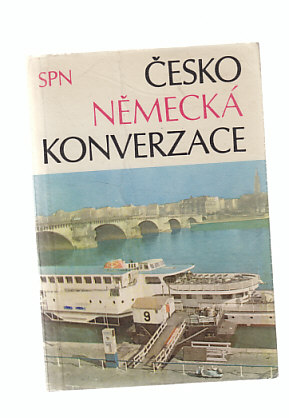 SPN
ČESKO
NĚMECKÁ
KONVERZACE
9